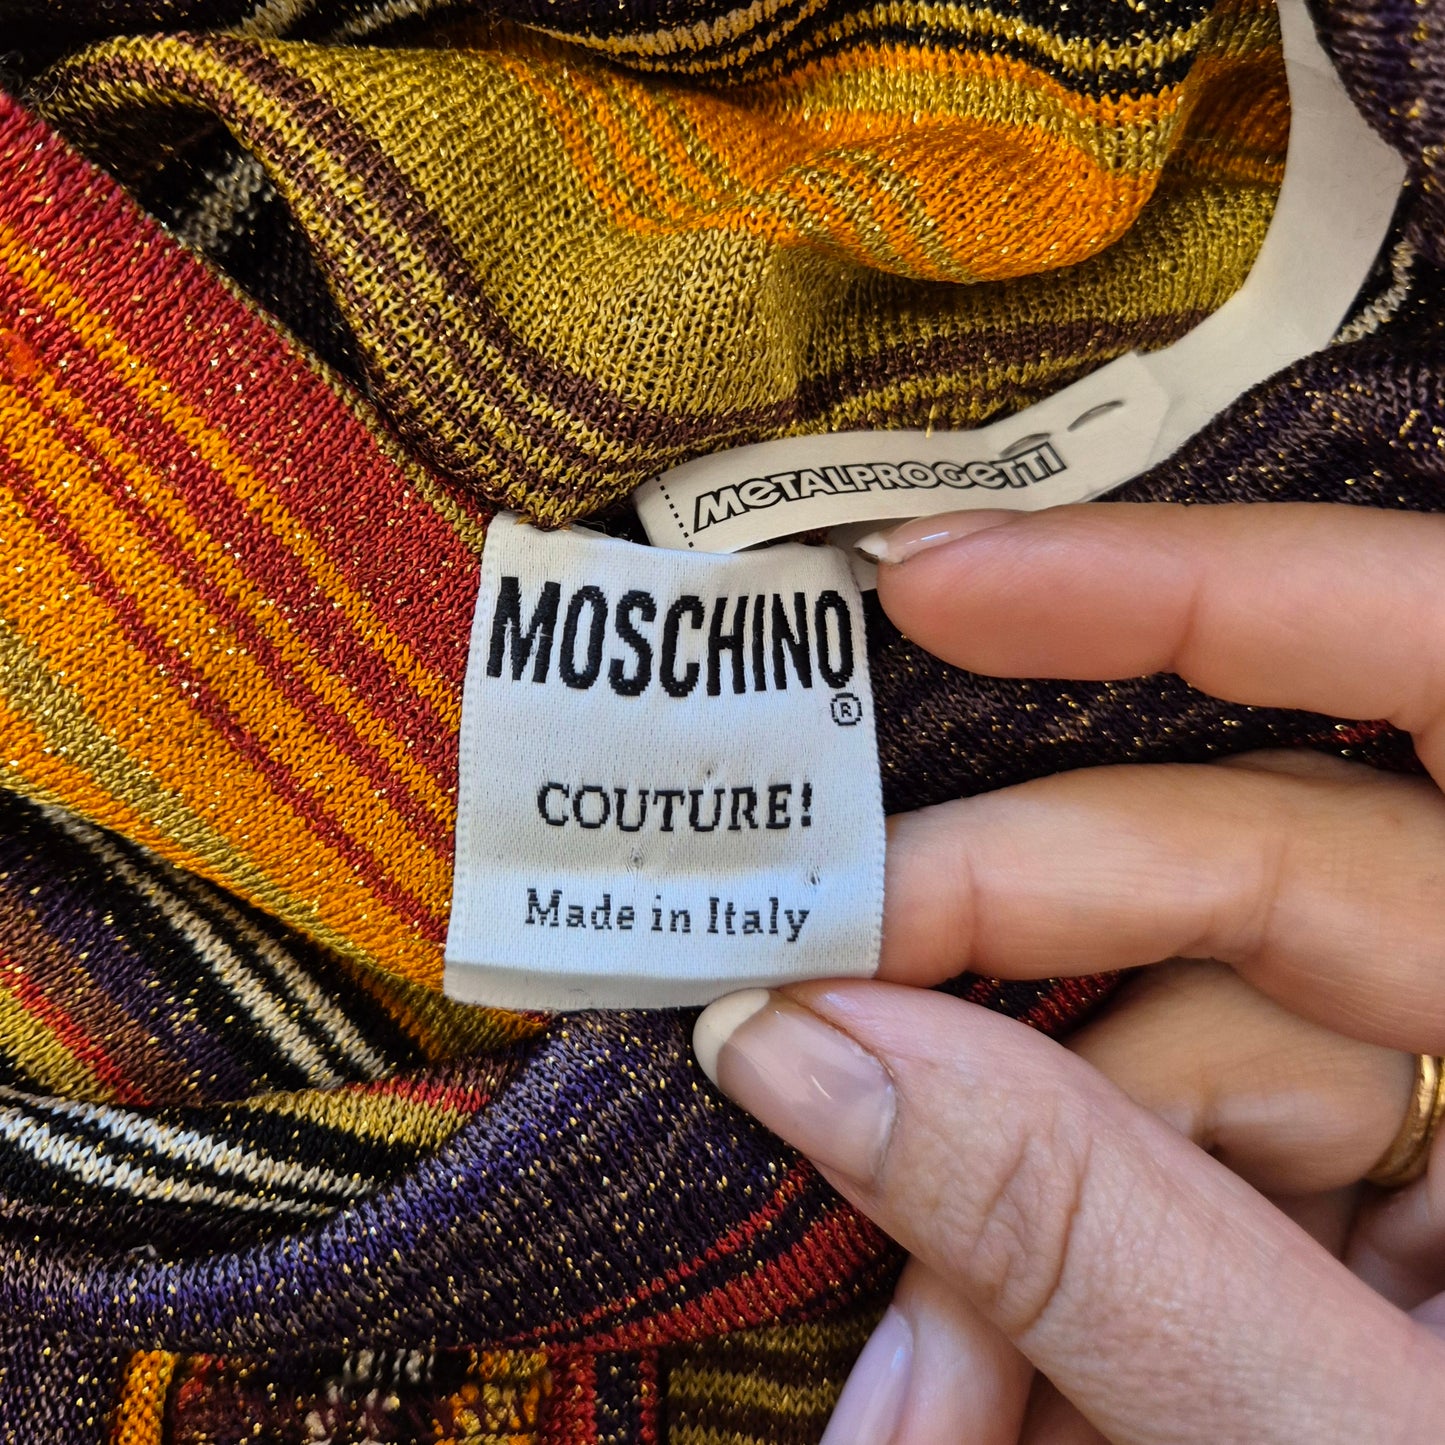 METALPROGETTI
MOSCHINO
®
COUTURE!
Made in Italy